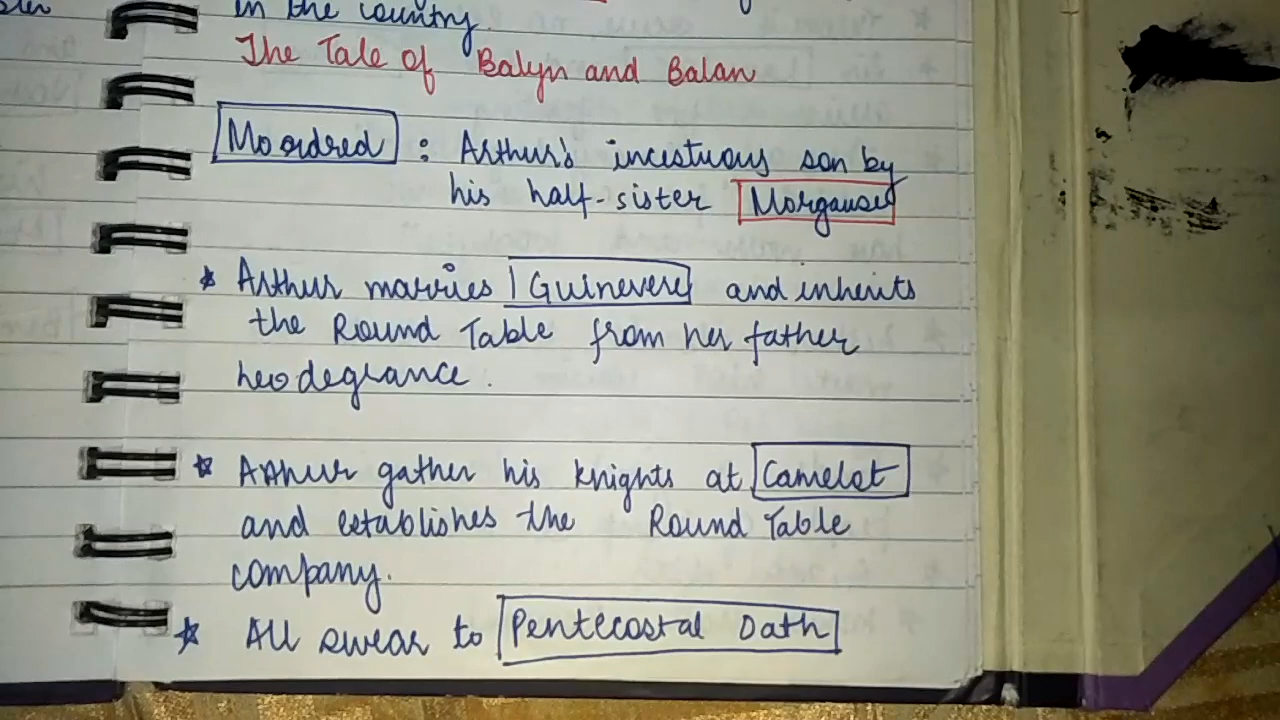 in the country.
The Tale of Balyn and Balan
Moordred : Arthur's incestuous son by
his half-sister Morgause
* Arthur marries Guinevere and inherits
the Round Table from her father
Leodegrance.
* Arthur gather his knights at Camelot
and establishes the Round Table
company.
* All swear to Pentecostal Oath